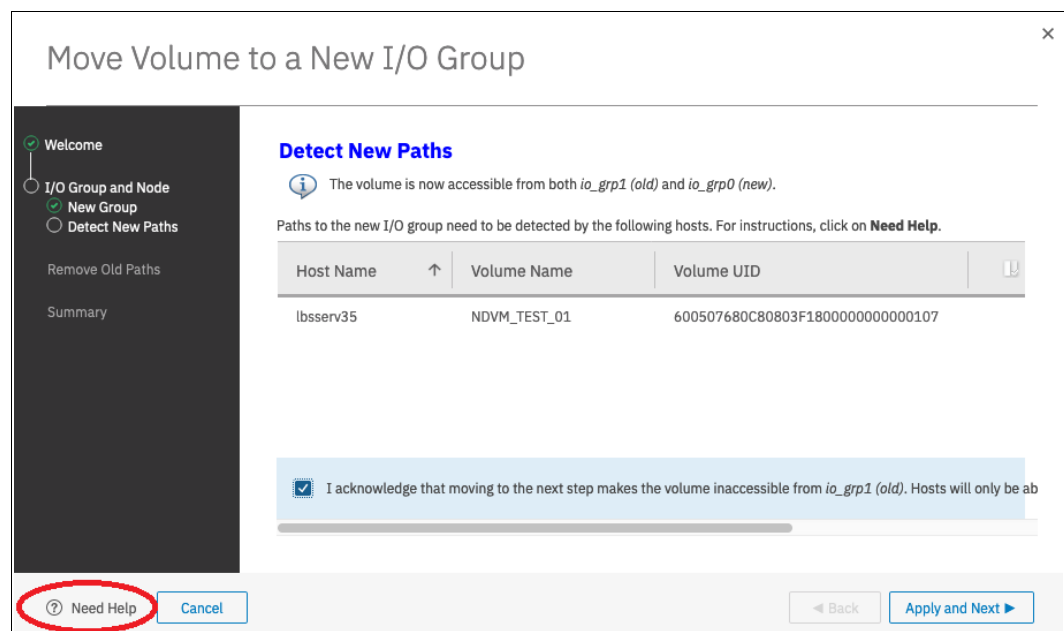 Move Volume to a New I/O Group
Welcome
I/O Group and Node
New Group
Detect New Paths
Remove Old Paths
Summary
Detect New Paths
The volume is now accessible from both io_grp1 (old) and io_grp0 (new).
Paths to the new I/O group need to be detected by the following hosts. For instructions, click on Need Help.
Host Name ↑ Volume Name Volume UID
lbsserv35 NDVM_TEST_01 600507680C80803F1800000000000107
I acknowledge that moving to the next step makes the volume inaccessible from io_grp1 (old). Hosts will only be ab
Need Help Cancel Back Apply and Next